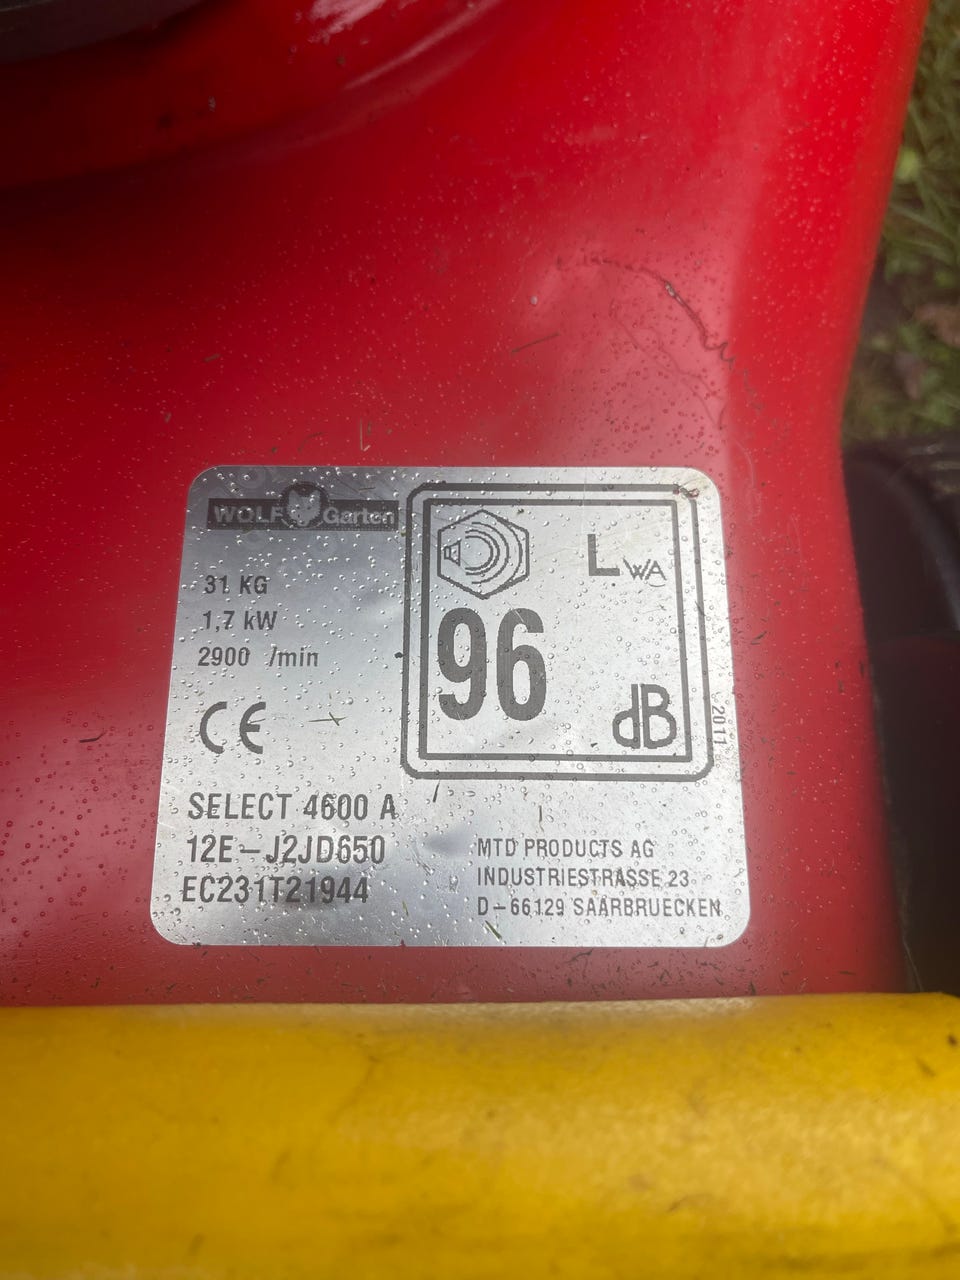 WOLF Garten
31 KG
1,7 kW
2900 /min
CE
LWA
96
dB
2011
SELECT 4600 A
12E-J2JD650
EC231T21944
MTD PRODUCTS AG
INDUSTRIESTRASSE 23
D-66129 SAARBRUECKEN